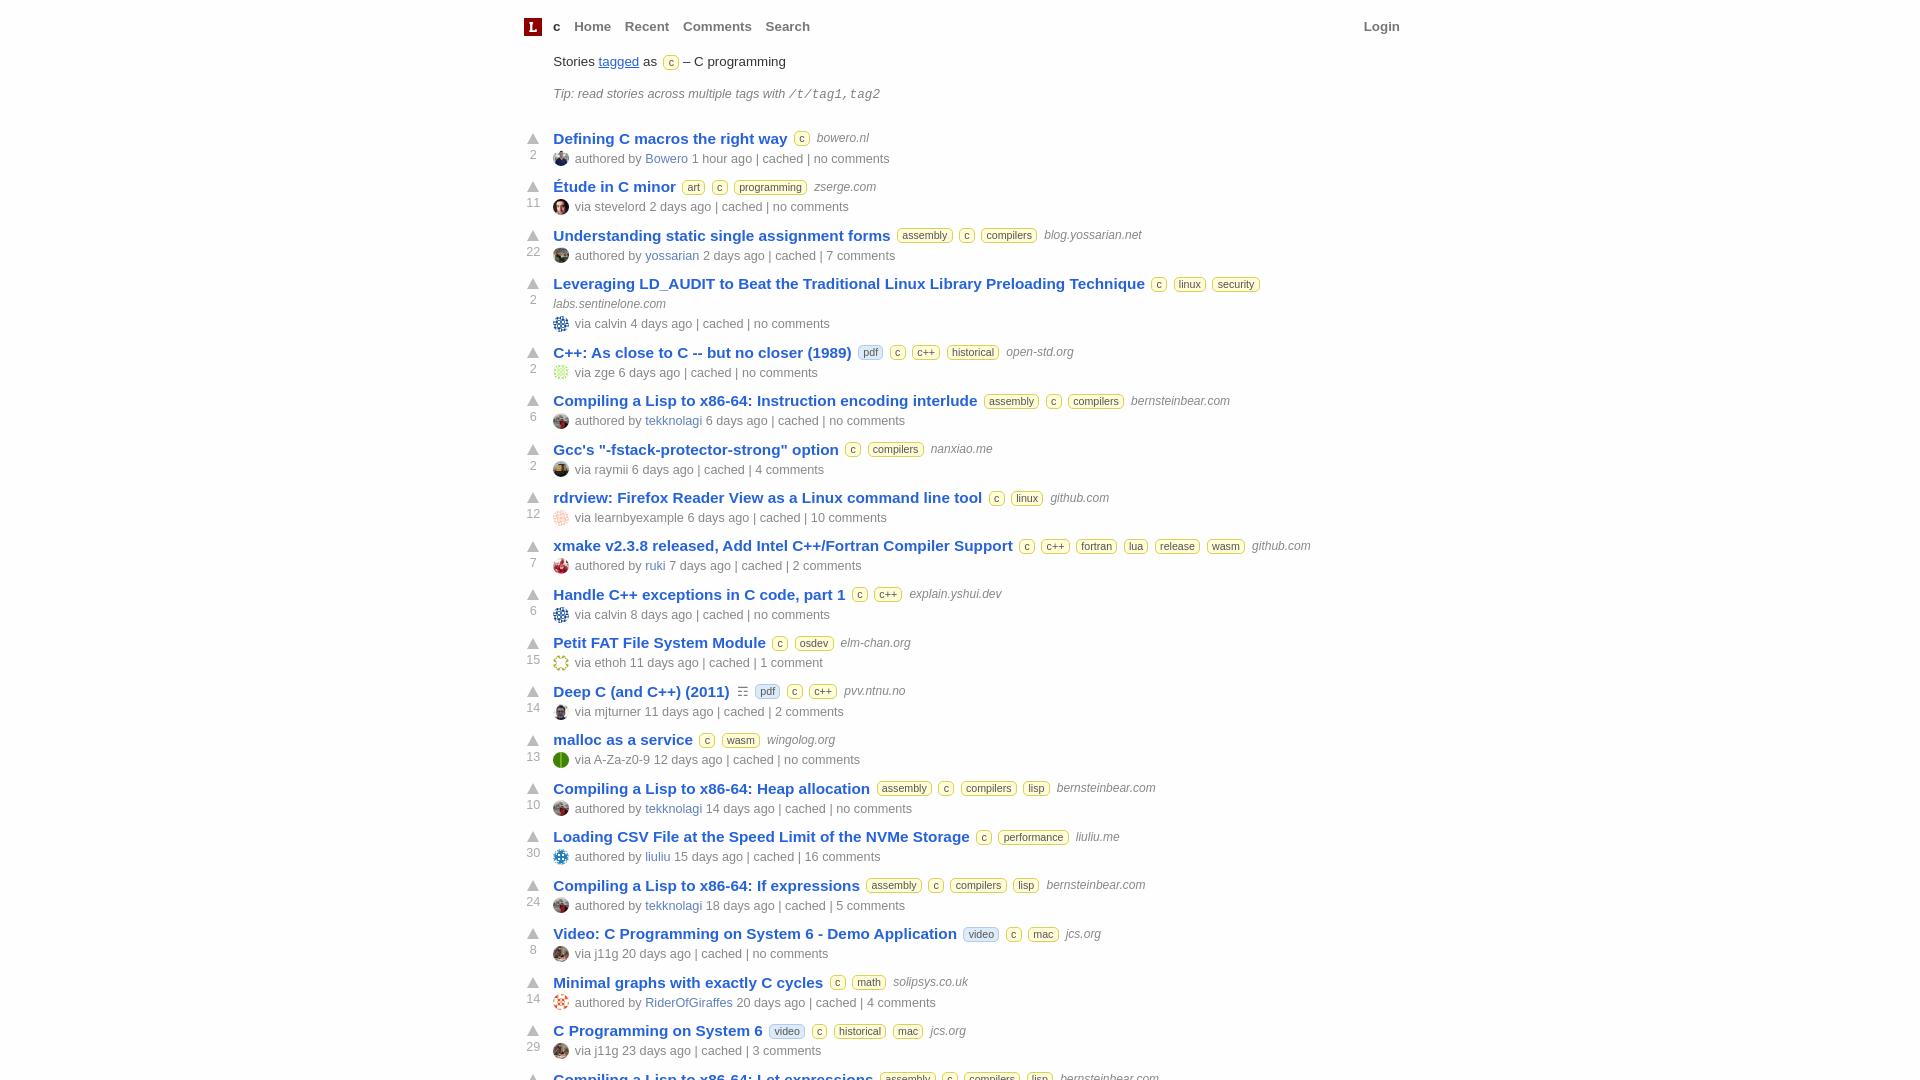 L c Home Recent Comments Search Login
Stories tagged as c – C programming
Tip: read stories across multiple tags with /t/tag1,tag2
Defining C macros the right way c bowero.nl
2 authored by Bowero 1 hour ago | cached | no comments
Étude in C minor art c programming zserge.com
11 via stevelord 2 days ago | cached | no comments
Understanding static single assignment forms assembly c compilers blog.yossarian.net
22 authored by yossarian 2 days ago | cached | 7 comments
Leveraging LD_AUDIT to Beat the Traditional Linux Library Preloading Technique c linux security
2 labs.sentinelone.com
via calvin 4 days ago | cached | no comments
C++: As close to C -- but no closer (1989) pdf c c++ historical open-std.org
2 via zge 6 days ago | cached | no comments
Compiling a Lisp to x86-64: Instruction encoding interlude assembly c compilers bernsteinbear.com
6 authored by tekknolagi 6 days ago | cached | no comments
Gcc's "-fstack-protector-strong" option c compilers nanxiao.me
2 via raymii 6 days ago | cached | 4 comments
rdrview: Firefox Reader View as a Linux command line tool c linux github.com
12 via learnbyexample 6 days ago | cached | 10 comments
xmake v2.3.8 released, Add Intel C++/Fortran Compiler Support c c++ fortran lua release wasm github.com
7 authored by ruki 7 days ago | cached | 2 comments
Handle C++ exceptions in C code, part 1 c c++ explain.yshui.dev
6 via calvin 8 days ago | cached | no comments
Petit FAT File System Module c osdev elm-chan.org
15 via ethoh 11 days ago | cached | 1 comment
Deep C (and C++) (2011) ☶ pdf c c++ pvv.ntnu.no
14 via mjturner 11 days ago | cached | 2 comments
malloc as a service c wasm wingolog.org
13 via A-Za-z0-9 12 days ago | cached | no comments
Compiling a Lisp to x86-64: Heap allocation assembly c compilers lisp bernsteinbear.com
10 authored by tekknolagi 14 days ago | cached | no comments
Loading CSV File at the Speed Limit of the NVMe Storage c performance liuliu.me
30 authored by liuliu 15 days ago | cached | 16 comments
Compiling a Lisp to x86-64: If expressions assembly c compilers lisp bernsteinbear.com
24 authored by tekknolagi 18 days ago | cached | 5 comments
Video: C Programming on System 6 - Demo Application video c mac jcs.org
8 via j11g 20 days ago | cached | no comments
Minimal graphs with exactly C cycles c math solipsys.co.uk
14 authored by RiderOfGiraffes 20 days ago | cached | 4 comments
C Programming on System 6 video c historical mac jcs.org
29 via j11g 23 days ago | cached | 3 comments
Compiling a Lisp to x86-64: Let expressions assembly c compilers lisp bernsteinbear.com